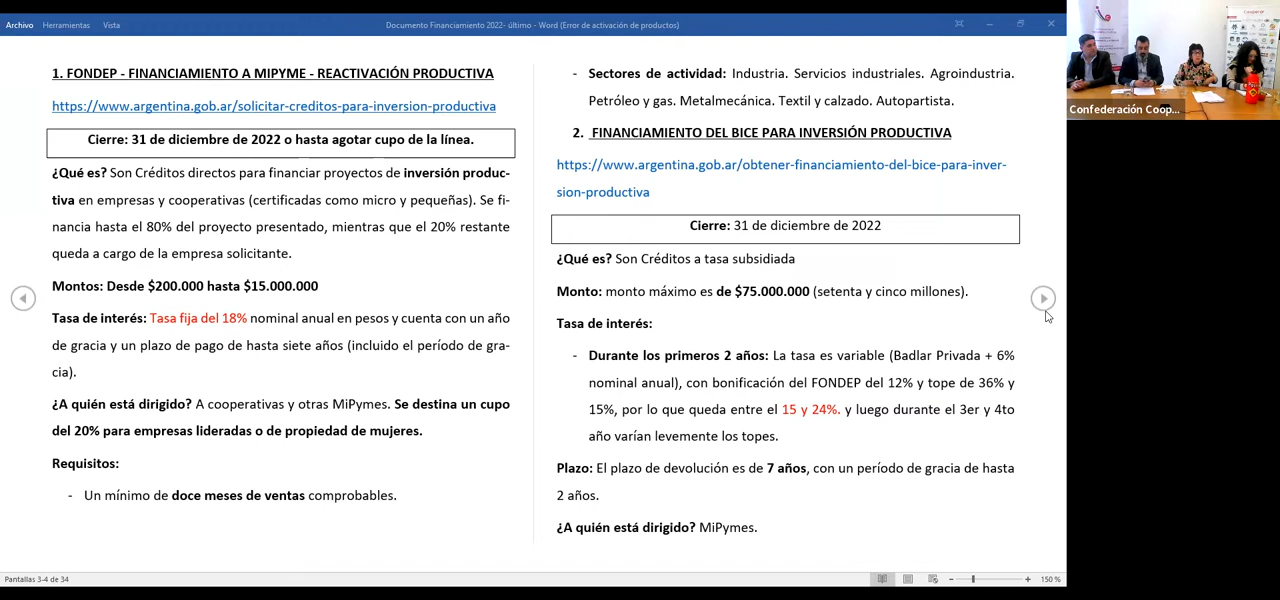 Archivo Herramientas Vista
Documento Financiamiento 2022- último - Word (Error de activación de productos)
1. FONDEP - FINANCIAMIENTO A MIPYME - REACTIVACIÓN PRODUCTIVA
https://www.argentina.gob.ar/solicitar-creditos-para-inversion-productiva
Cierre: 31 de diciembre de 2022 o hasta agotar cupo de la línea.
¿Qué es? Son Créditos directos para financiar proyectos de inversión produc-
tiva en empresas y cooperativas (certificadas como micro y pequeñas). Se fi-
nancia hasta el 80% del proyecto presentado, mientras que el 20% restante
queda a cargo de la empresa solicitante.
Montos: Desde $200.000 hasta $15.000.000
Tasa de interés: Tasa fija del 18% nominal anual en pesos y cuenta con un año
de gracia y un plazo de pago de hasta siete años (incluido el período de gra-
cia).
¿A quién está dirigido? A cooperativas y otras MiPymes. Se destina un cupo
del 20% para empresas lideradas o de propiedad de mujeres.
Requisitos:
- Un mínimo de doce meses de ventas comprobables.
- Sectores de actividad: Industria. Servicios industriales. Agroindustria.
Petróleo y gas. Metalmecánica. Textil y calzado. Autopartista.
2. FINANCIAMIENTO DEL BICE PARA INVERSIÓN PRODUCTIVA
https://www.argentina.gob.ar/obtener-financiamiento-del-bice-para-inver-
sion-productiva
Cierre: 31 de diciembre de 2022
¿Qué es? Son Créditos a tasa subsidiada
Monto: monto máximo es de $75.000.000 (setenta y cinco millones).
Tasa de interés:
- Durante los primeros 2 años: La tasa es variable (Badlar Privada + 6%
nominal anual), con bonificación del FONDEP del 12% y tope de 36% y
15%, por lo que queda entre el 15 y 24%. y luego durante el 3er y 4to
año varían levemente los topes.
Plazo: El plazo de devolución es de 7 años, con un período de gracia de hasta
2 años.
¿A quién está dirigido? MiPymes.
Pantallas 3-4 de 34
150 %
Confederación Coop...